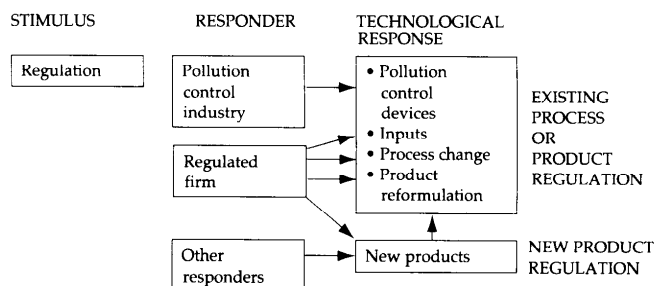 STIMULUS
RESPONDER
TECHNOLOGICAL
RESPONSE
Regulation
Pollution
control
industry
• Pollution
control
devices
• Inputs
• Process change
• Product
reformulation
EXISTING
PROCESS
OR
PRODUCT
REGULATION
Regulated
firm
Other
responders
New products
NEW PRODUCT
REGULATION